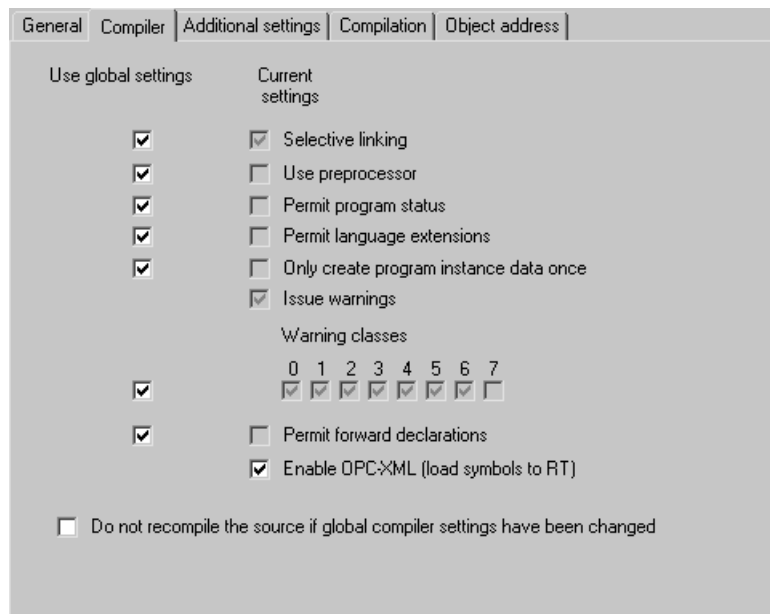 General Compiler Additional settings Compilation Object address
Use global settings Current
settings
Selective linking
Use preprocessor
Permit program status
Permit language extensions
Only create program instance data once
Issue warnings
Warning classes
0 1 2 3 4 5 6 7
Permit forward declarations
Enable OPC-XML (load symbols to RT)
Do not recompile the source if global compiler settings have been changed